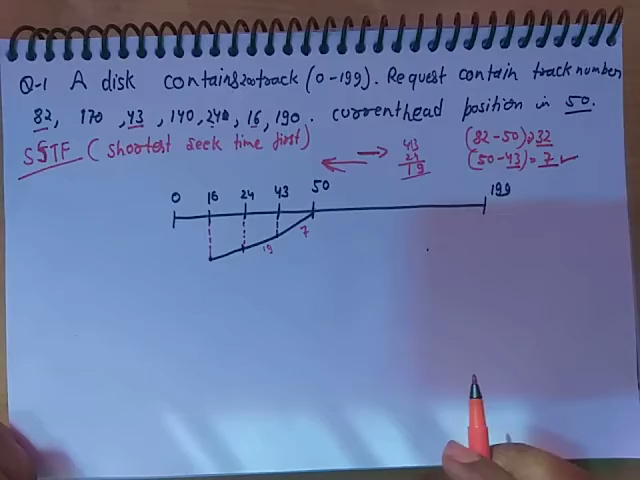 Q-1 A disk contains 200 track (0-199). Request contain track number
82, 170, 43, 140, 240, 16, 190. current head position in 50.
SSTF (shortest seek time first)
43
24
19
(82-50)=32
(50-43)=7✓
0 16 24 43 50 199
19 7